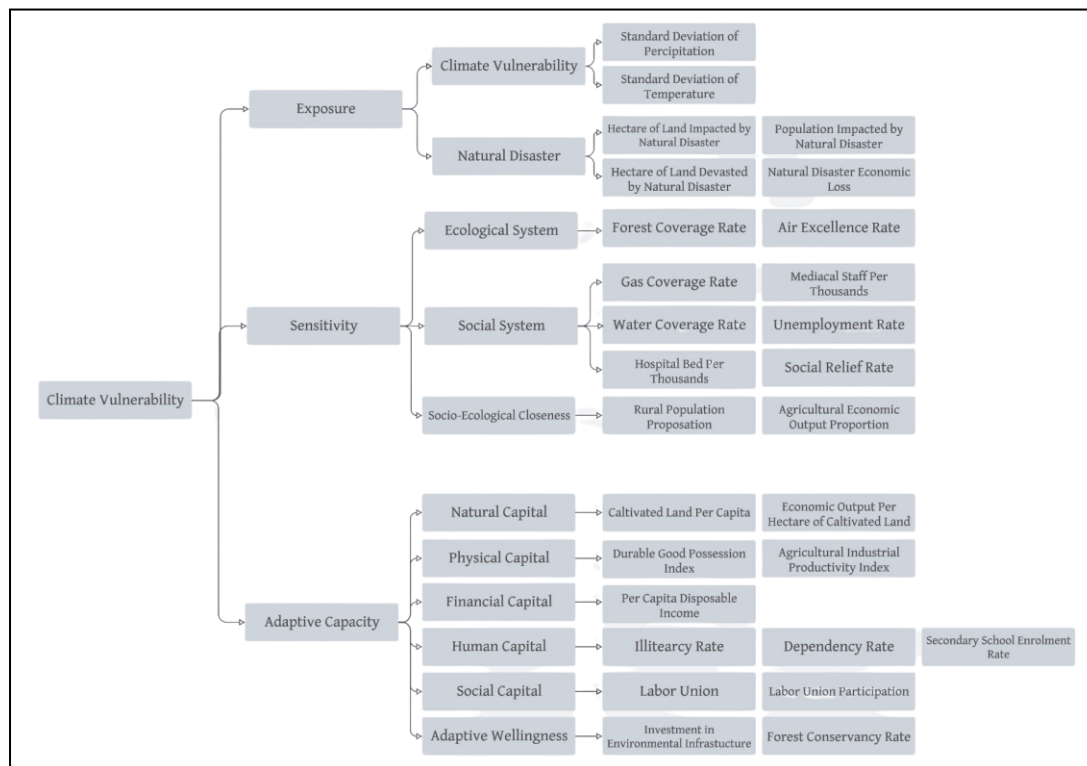 Standard Deviation of
Percipitation
Climate Vulnerability
Standard Deviation of
Temperature
Exposure
Hectare of Land Impacted by
Natural Disaster
Population Impacted by
Natural Disaster
Natural Disaster
Hectare of Land Devasted
by Natural Disaster
Natural Disaster Economic
Loss
Ecological System
Forest Coverage Rate
Air Excellence Rate
Gas Coverage Rate
Mediacal Staff Per
Thousands
Sensitivity
Social System
Water Coverage Rate
Unemployment Rate
Hospital Bed Per
Thousands
Social Relief Rate
Climate Vulnerability
Socio-Ecological Closeness
Rural Population
Proposation
Agricultural Economic
Output Proportion
Natural Capital
Caltivated Land Per Capita
Economic Output Per
Hectare of Caltivated Land
Physical Capital
Durable Good Possession
Index
Agricultural Industrial
Productivity Index
Financial Capital
Per Capita Disposable
Income
Adaptive Capacity
Human Capital
Illitearcy Rate
Dependency Rate
Secondary School Enrolment
Rate
Social Capital
Labor Union
Labor Union Participation
Adaptive Wellingness
Investment in
Environmental Infrastucture
Forest Conservancy Rate